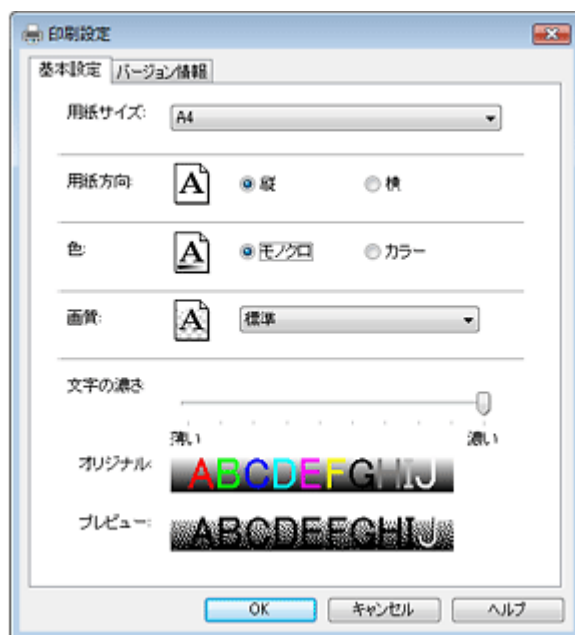 印刷設定
基本設定 バージョン情報
用紙サイズ: A4
用紙方向: A 縦 横
色: A モノクロ カラー
画質: A 標準
文字の濃さ:
薄い 濃い
オリジナル: ABCDEFGHIJ
プレビュー: ABCDEFGHIJ
OK キャンセル ヘルプ